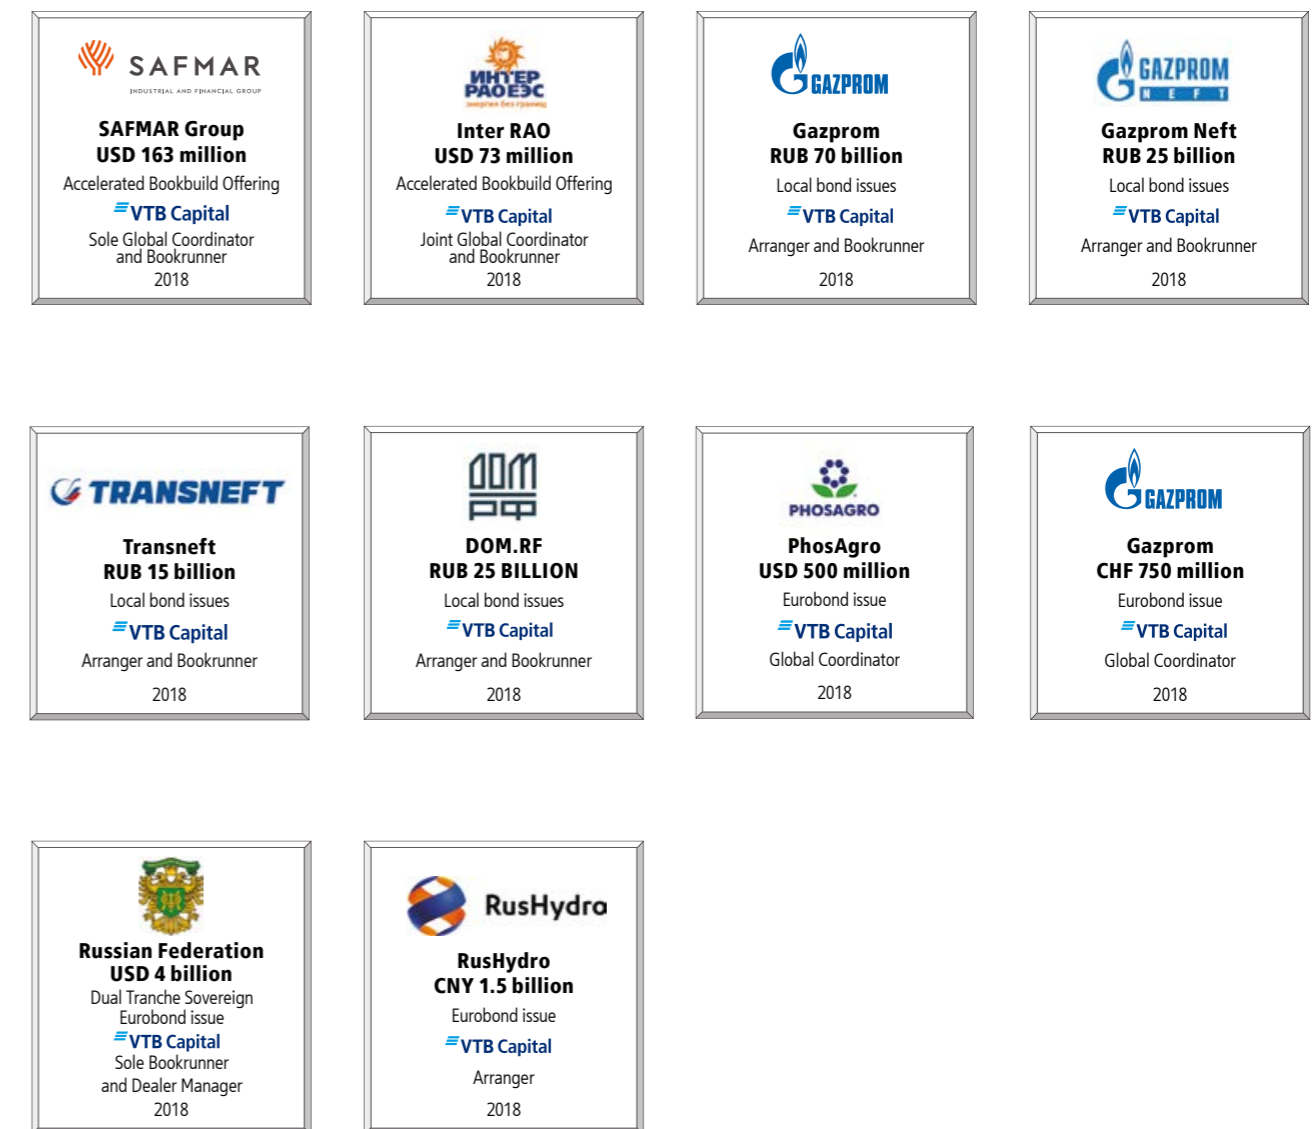 SAFMAR
INDUSTRIAL AND FINANCIAL GROUP
SAFMAR Group
USD 163 million
Accelerated Bookbuild Offering
VTB Capital
Sole Global Coordinator
and Bookrunner
2018
ИНТЕР
РАОЕЭС
энергия без границ
Inter RAO
USD 73 million
Accelerated Bookbuild Offering
VTB Capital
Joint Global Coordinator
and Bookrunner
2018
GAZPROM
Gazprom
RUB 70 billion
Local bond issues
VTB Capital
Arranger and Bookrunner
2018
GAZPROM
NEFT
Gazprom Neft
RUB 25 billion
Local bond issues
VTB Capital
Arranger and Bookrunner
2018
TRANSNEFT
Transneft
RUB 15 billion
Local bond issues
VTB Capital
Arranger and Bookrunner
2018
ДОМ
РФ
DOM.RF
RUB 25 BILLION
Local bond issues
VTB Capital
Arranger and Bookrunner
2018
PHOSAGRO
PhosAgro
USD 500 million
Eurobond issue
VTB Capital
Global Coordinator
2018
GAZPROM
Gazprom
CHF 750 million
Eurobond issue
VTB Capital
Global Coordinator
2018
Russian Federation
USD 4 billion
Dual Tranche Sovereign
Eurobond issue
VTB Capital
Sole Bookrunner
and Dealer Manager
2018
RusHydro
RusHydro
CNY 1.5 billion
Eurobond issue
VTB Capital
Arranger
2018